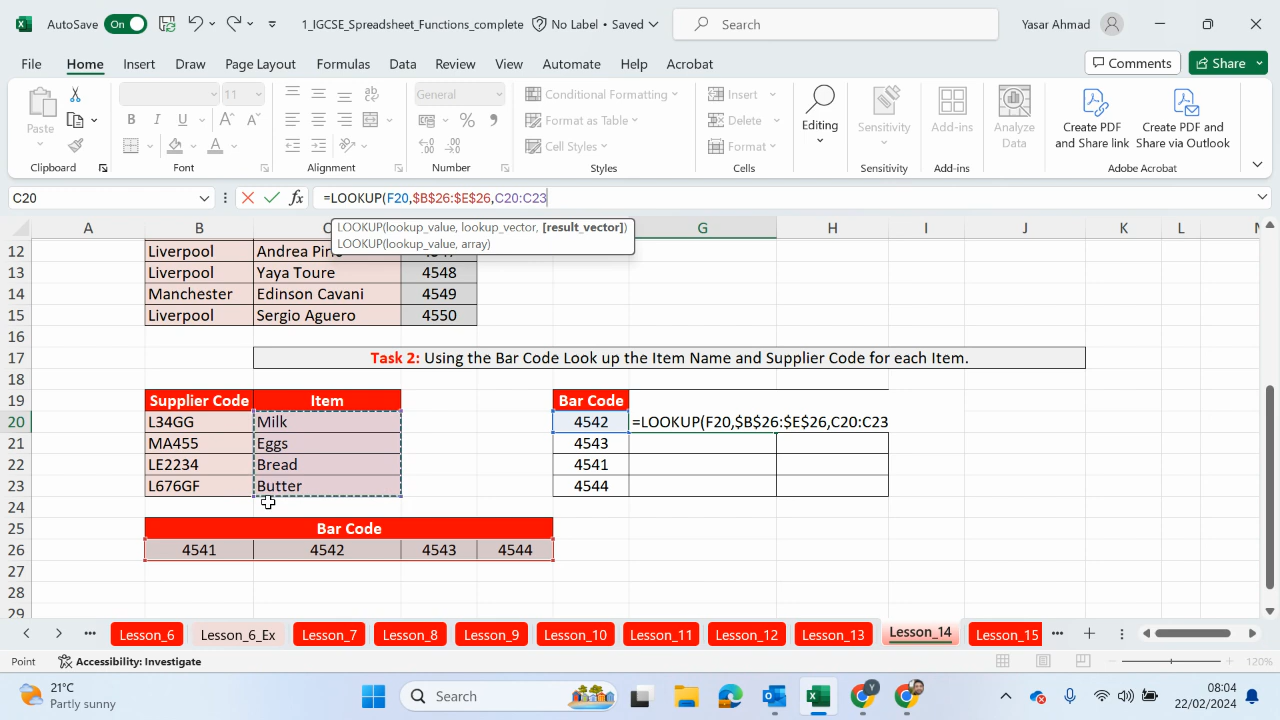 AutoSave On 1_IGCSE_Spreadsheet_Functions_complete No Label • Saved Search Yasar Ahmad
File Home Insert Draw Page Layout Formulas Data Review View Automate Help Acrobat Comments Share
Paste
Clipboard
11
B I U A A
Font
ab
Alignment
General
% 9
Number
Conditional Formatting
Format as Table
Cell Styles
Styles
Insert
Delete
Format
Cells
Editing
Sensitivity
Sensitivity
Add-ins
Add-ins
Analyze
Data
Create PDF
and Share link
Create PDF and
Share via Outlook
Adobe Acrobat
C20 fx =LOOKUP(F20,$B$26:$E$26,C20:C23
LOOKUP(lookup_value, lookup_vector, [result_vector])
LOOKUP(lookup_value, array)
A B C G H I J K L
12 Liverpool
13 Liverpool Yaya Toure 4548
14 Manchester Edinson Cavani 4549
15 Liverpool Sergio Aguero 4550
16
17 Task 2: Using the Bar Code Look up the Item Name and Supplier Code for each Item.
18
19 Supplier Code Item Bar Code
20 L34GG Milk 4542 =LOOKUP(F20,$B$26:$E$26,C20:C23
21 MA455 Eggs 4543
22 LE2234 Bread 4541
23 L676GF Butter 4544
24
25 Bar Code
26 4541 4542 4543 4544
27
28
29
Lesson_6 Lesson_6_Ex Lesson_7 Lesson_8 Lesson_9 Lesson_10 Lesson_11 Lesson_12 Lesson_13 Lesson_14 Lesson_15
Point Accessibility: Investigate 120%
21°C
Partly sunny
Search
08:04
22/02/2024